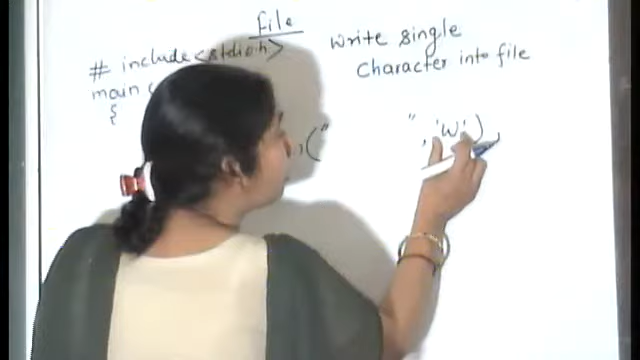 file
# include <stdio.h>
write single
character into file
main
{
,(" ", 'w')